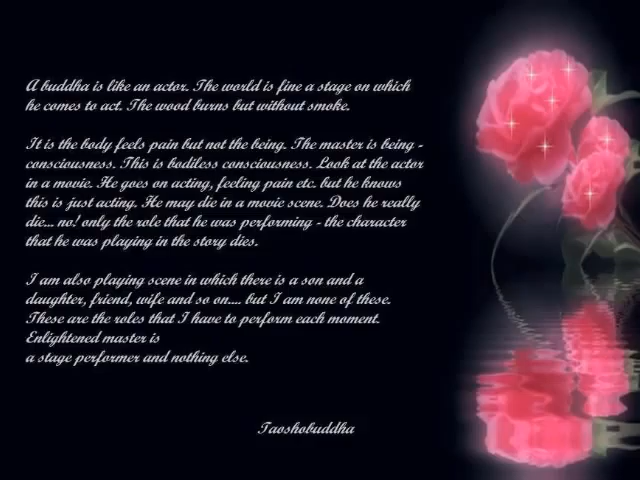 A buddha is like an actor. The world is fine a stage on which
he comes to act. The wood burns but without smoke.
It is the body feels pain but not the being. The master is being -
consciousness. This is bodiless consciousness. Look at the actor
in a movie. He goes on acting, feeling pain etc. but he knows
this is just acting. He may die in a movie scene. Does he really
die... no! only the role that he was performing - the character
that he was playing in the story dies.
I am also playing scene in which there is a son and a
daughter, friend, wife and so on.... but I am none of these.
These are the roles that I have to perform each moment.
Enlightened master is
a stage performer and nothing else.
Taoshobuddha